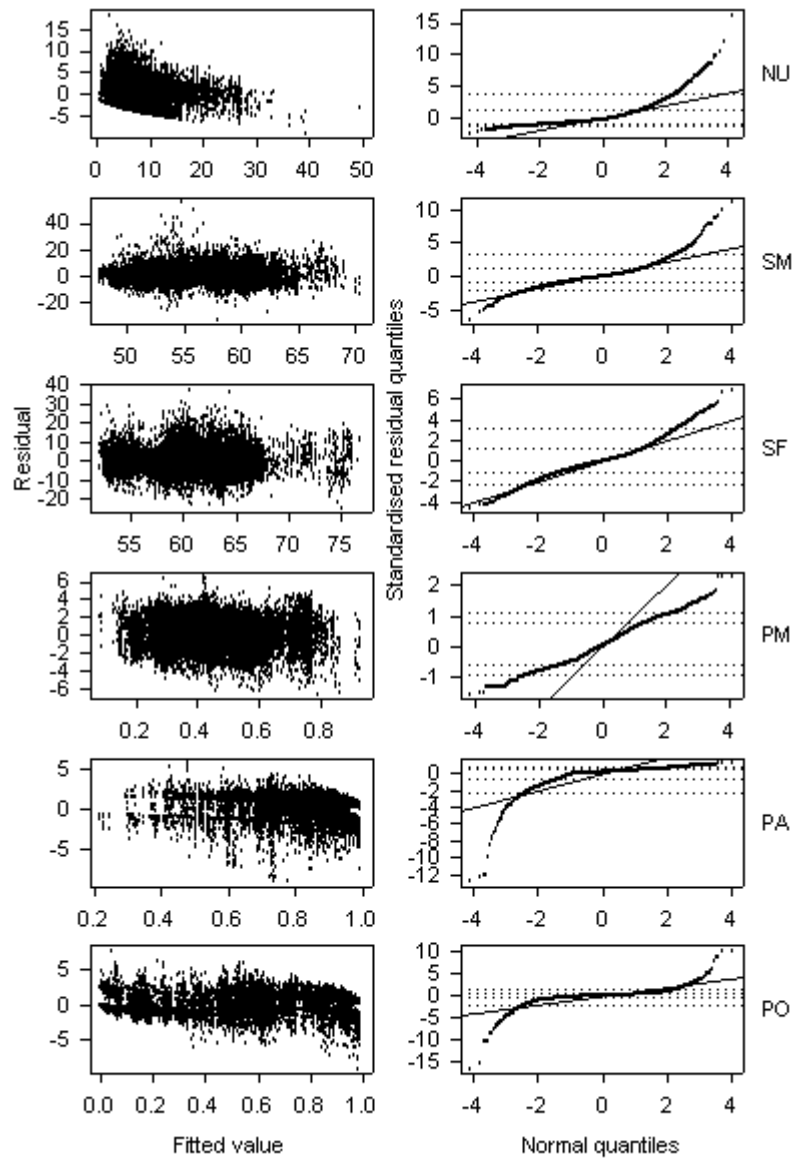 15
10
5
0
-5
0 10 20 30 40 50
15
10
5
0
-4 -2 0 2 4
NU
40
20
0
-20
50 55 60 65 70
10
5
0
-5
-4 -2 0 2 4
SM
40
30
20
10
0
-10
-20
55 60 65 70 75
6
4
2
0
-2
-4
-4 -2 0 2 4
SF
6
4
2
0
-2
-4
-6
0.2 0.4 0.6 0.8
2
1
0
-1
-4 -2 0 2 4
PM
5
0
-5
0.2 0.4 0.6 0.8 1.0
0
-2
-4
-6
-8
-10
-12
-4 -2 0 2 4
PA
5
0
-5
0.0 0.2 0.4 0.6 0.8 1.0
10
5
0
-5
-10
-15
-4 -2 0 2 4
PO
Residual
Standardised residual quantiles
Fitted value
Normal quantiles